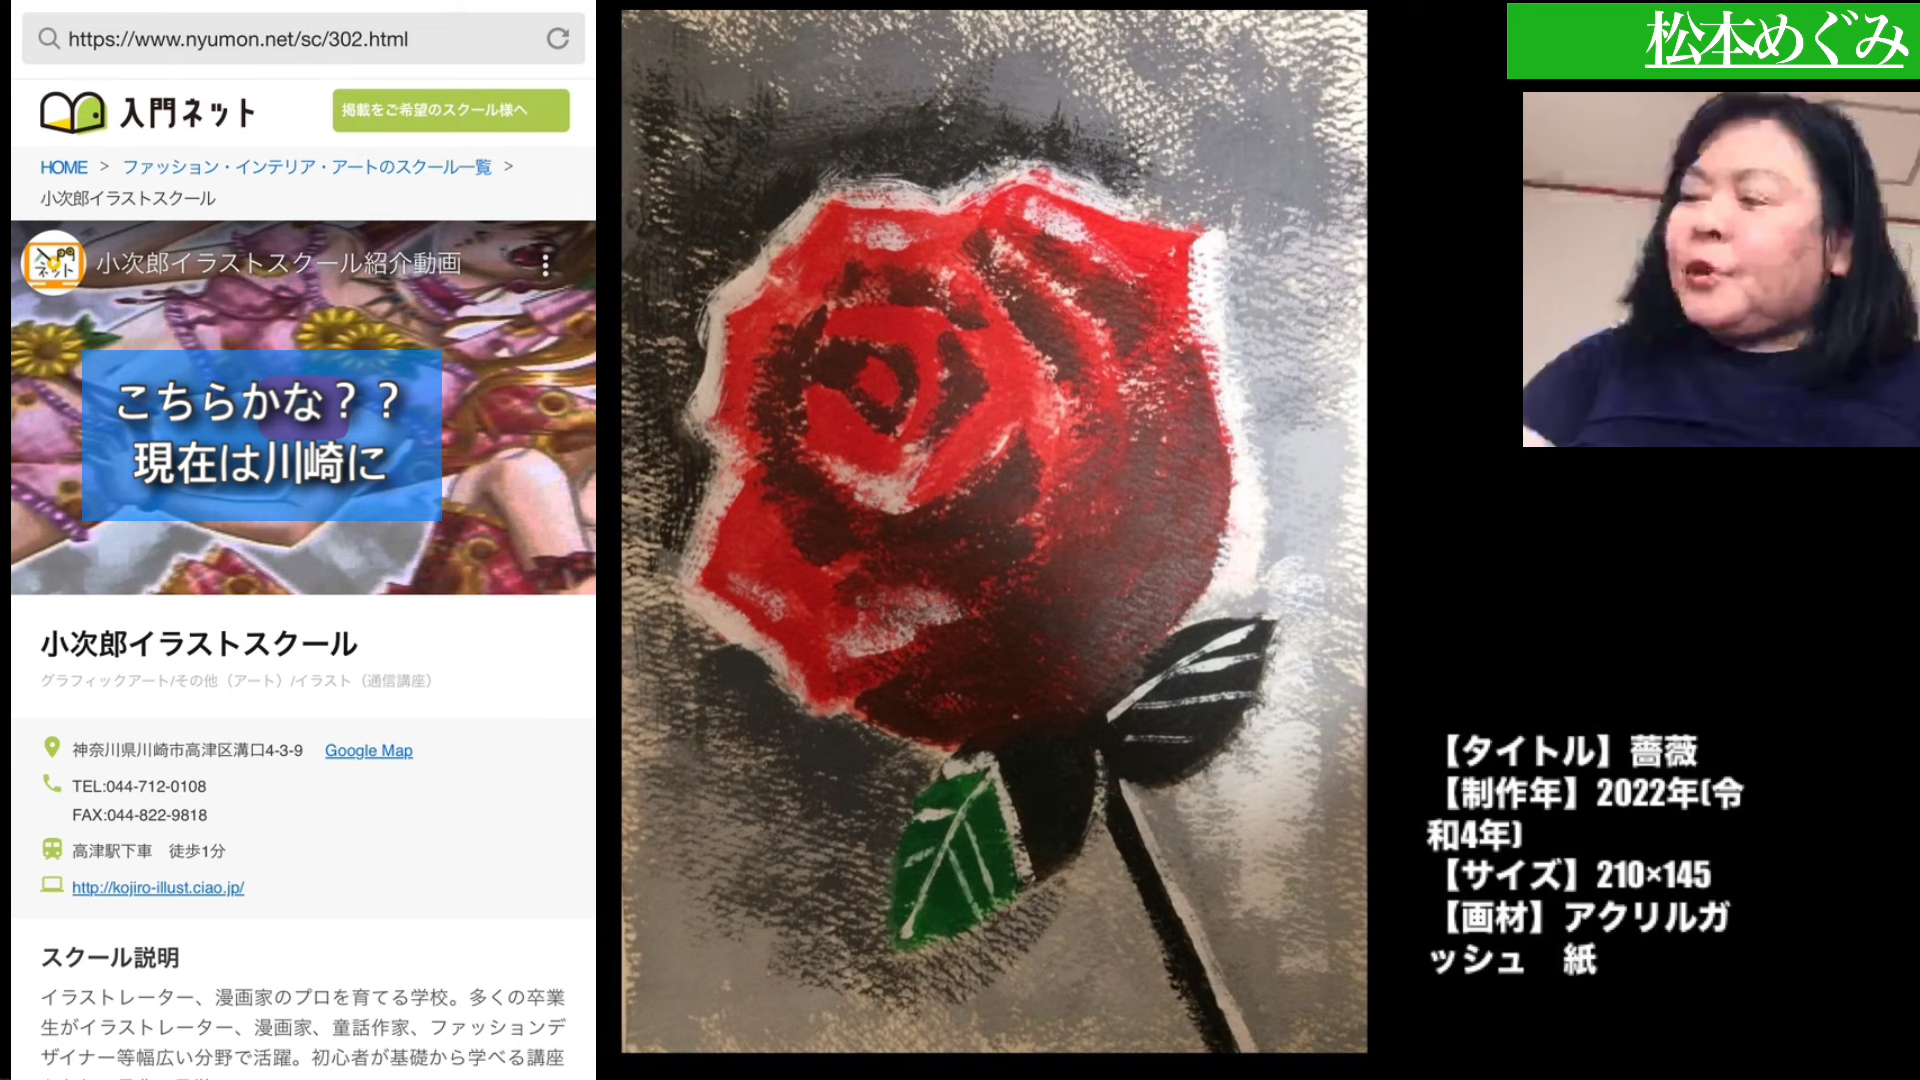 https://www.nyumon.net/sc/302.html
入門ネット
掲載をご希望のスクール様へ
HOME > ファッション・インテリア・アートのスクール一覧 >
小次郎イラストスクール
入門
ネット
小次郎イラストスクール紹介動画
こちらかな？？
現在は川崎に
小次郎イラストスクール
グラフィックアート/その他（アート）/イラスト（通信講座）
神奈川県川崎市高津区溝口4-3-9 Google Map
TEL:044-712-0108
FAX:044-822-9818
高津駅下車　徒歩1分
http://kojiro-illust.ciao.jp/
スクール説明
イラストレーター、漫画家のプロを育てる学校。多くの卒業
生がイラストレーター、漫画家、童話作家、ファッションデ
ザイナー等幅広い分野で活躍。初心者が基礎から学べる講座
松本めぐみ
【タイトル】薔薇
【制作年】2022年(令
和4年)
【サイズ】210×145
【画材】アクリルガ
ッシュ　紙